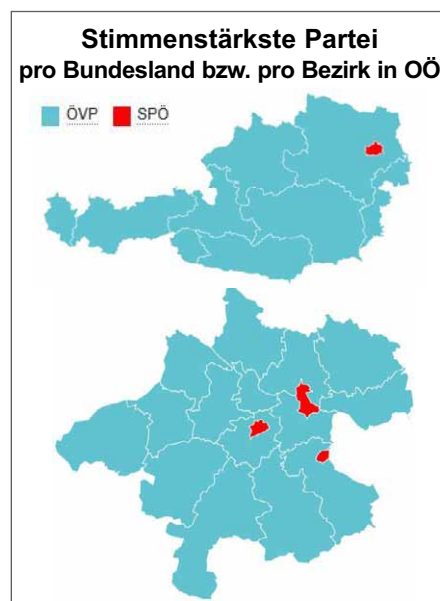 Stimmenstärkste Partei
pro Bundesland bzw. pro Bezirk in OÖ
ÖVP SPÖ